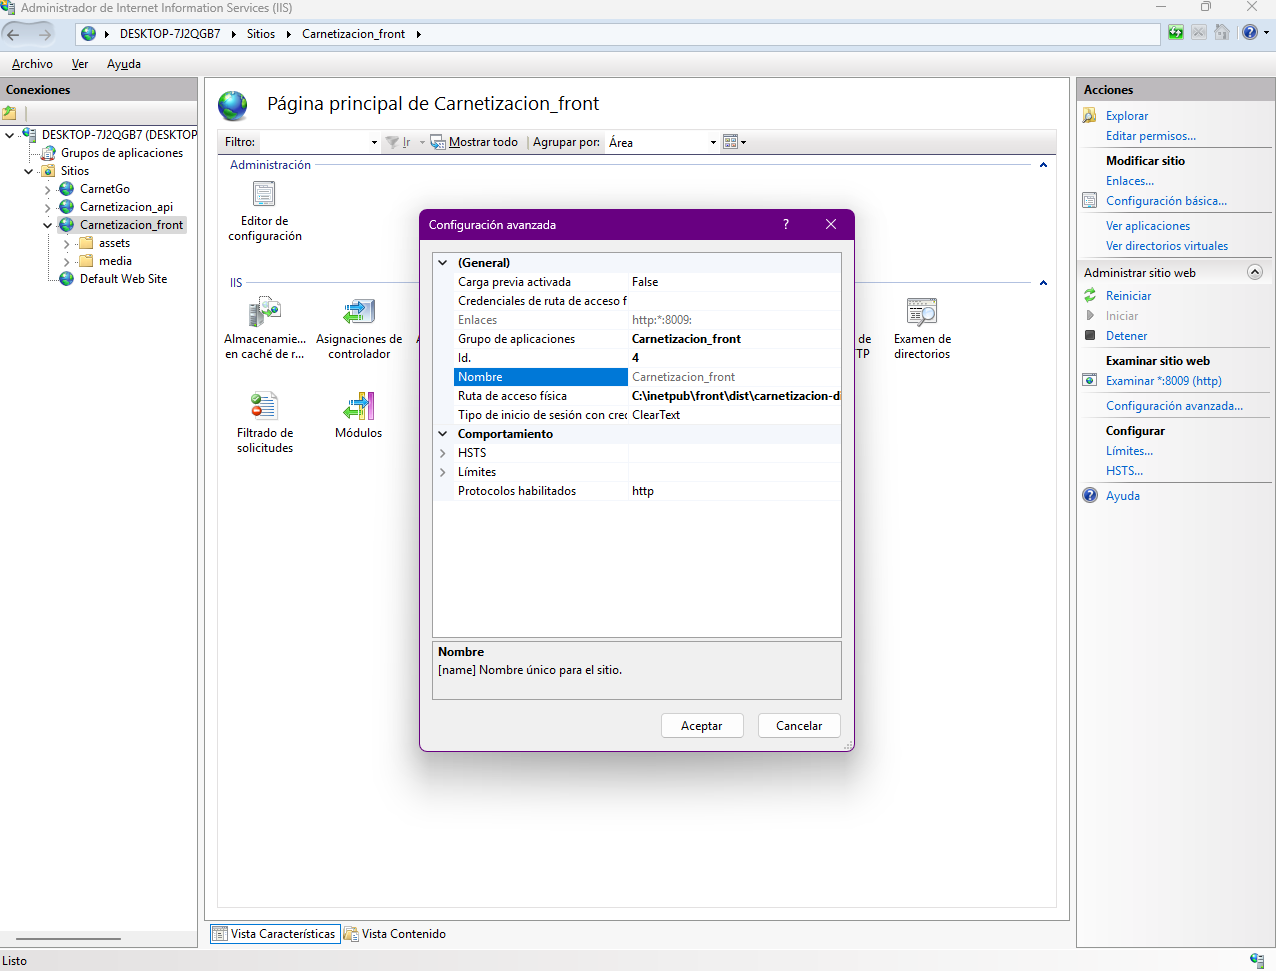 Administrador de Internet Information Services (IIS)
DESKTOP-7J2QGB7
Sitios
Carnetizacion_front
Archivo
Ver
Ayuda
Conexiones
DESKTOP-7J2QGB7 (DESKTOP
Grupos de aplicaciones
Sitios
CarnetGo
Carnetizacion_api
Carnetizacion_front
assets
media
Default Web Site
Página principal de Carnetizacion_front
Filtro:
Ir
Mostrar todo
Agrupar por:
Área
Administración
Editor de
configuración
IIS
Almacenamie...
en caché de r...
Asignaciones de
controlador
de
TP
Examen de
directorios
Filtrado de
solicitudes
Módulos
Configuración avanzada
?
(General)
Carga previa activada False
Credenciales de ruta de acceso f
Enlaces http:*:8009:
Grupo de aplicaciones Carnetizacion_front
Id. 4
Nombre Carnetizacion_front
Ruta de acceso física C:\inetpub\front\dist\carnetizacion-di
Tipo de inicio de sesión con crec ClearText
Comportamiento
HSTS
Límites
Protocolos habilitados http
Nombre
[name] Nombre único para el sitio.
Aceptar
Cancelar
Acciones
Explorar
Editar permisos...
Modificar sitio
Enlaces...
Configuración básica...
Ver aplicaciones
Ver directorios virtuales
Administrar sitio web
Reiniciar
Iniciar
Detener
Examinar sitio web
Examinar *:8009 (http)
Configuración avanzada...
Configurar
Límites...
HSTS...
Ayuda
Vista Características
Vista Contenido
Listo